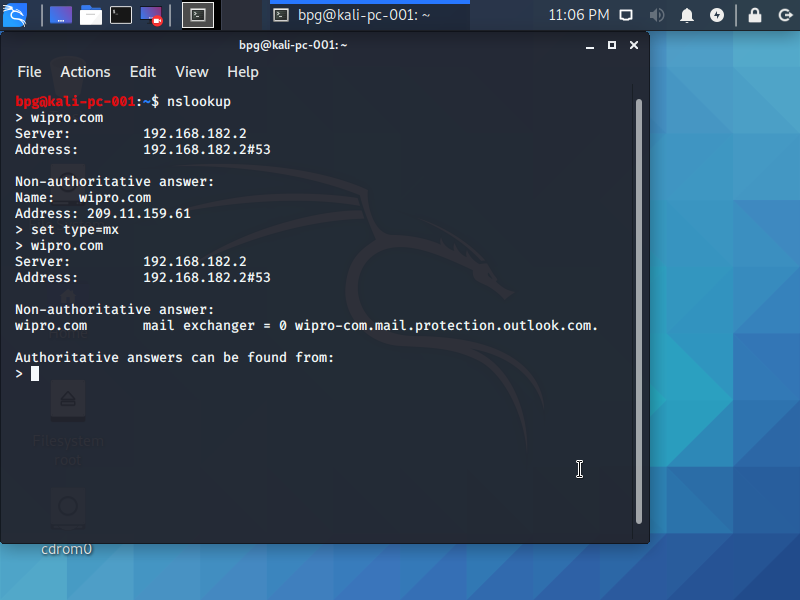 bpg@kali-pc-001: ~
11:06 PM
bpg@kali-pc-001: ~
File Actions Edit View Help
bpg@kali-pc-001:~$ nslookup
> wipro.com
Server: 192.168.182.2
Address: 192.168.182.2#53
Non-authoritative answer:
Name: wipro.com
Address: 209.11.159.61
> set type=mx
> wipro.com
Server: 192.168.182.2
Address: 192.168.182.2#53
Non-authoritative answer:
wipro.com mail exchanger = 0 wipro-com.mail.protection.outlook.com.
Authoritative answers can be found from:
>
Filesystem
root
cdrom0